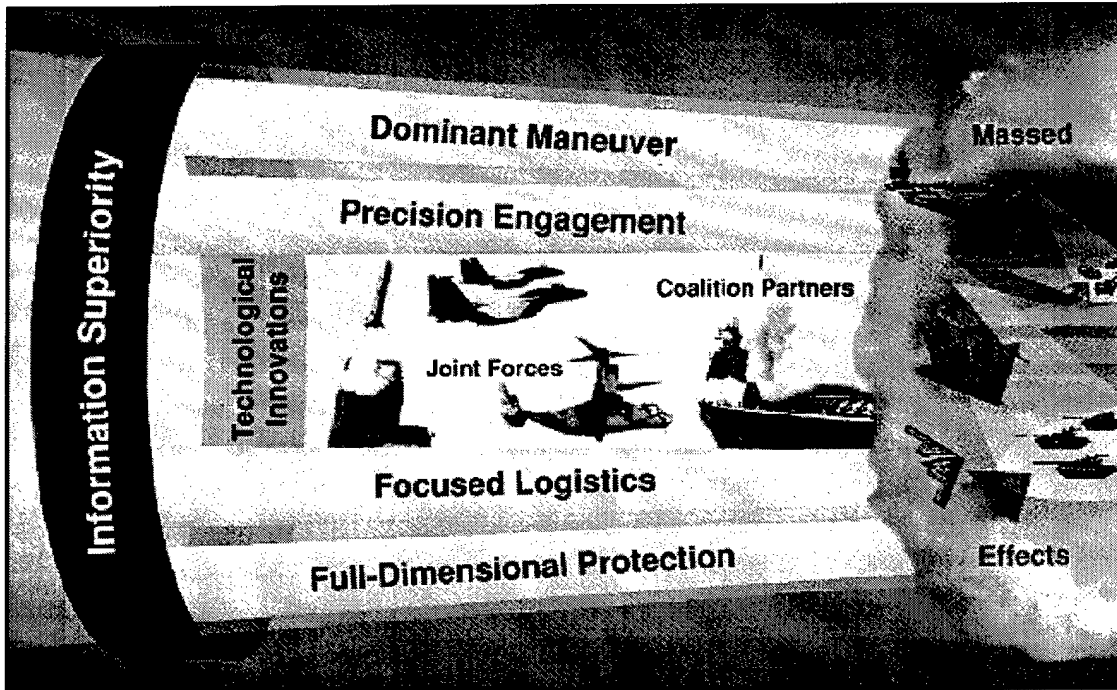 Information Superiority
Dominant Maneuver
Precision Engagement
Technological
Innovations
Joint Forces
Coalition Partners
Focused Logistics
Full-Dimensional Protection
Massed
Effects